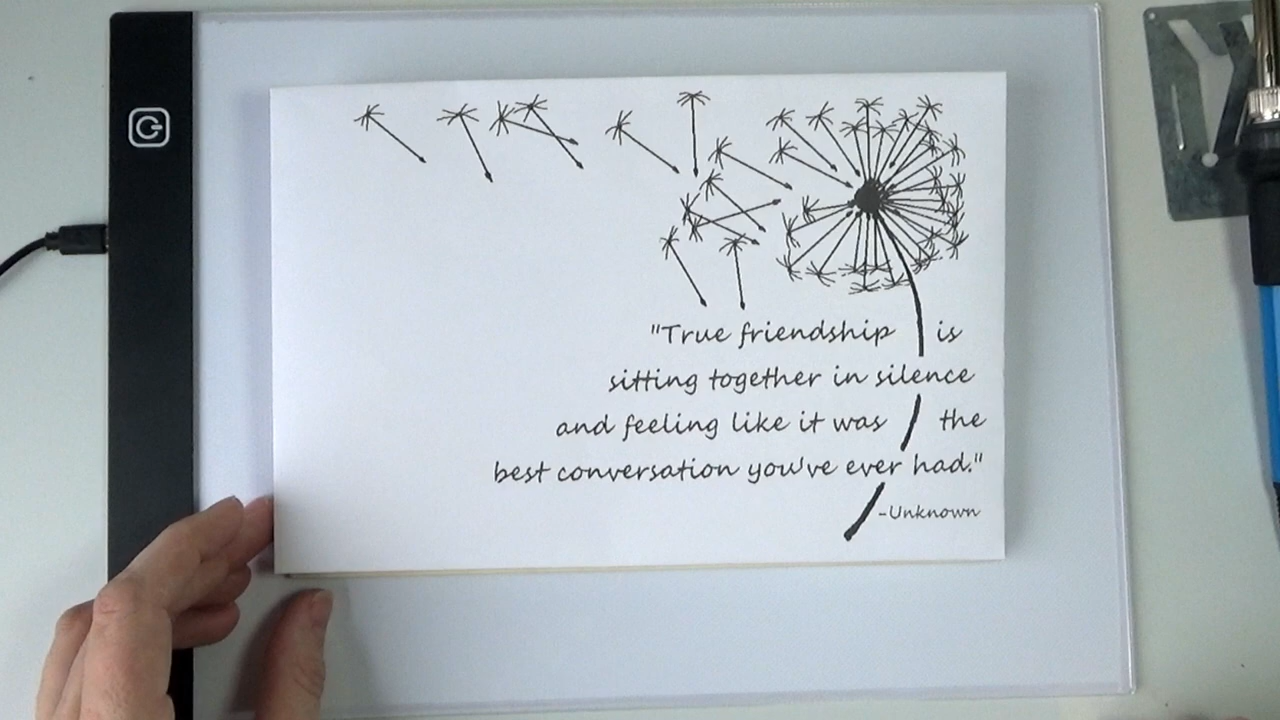 "True friendship is
sitting together in silence
and feeling like it was the
best conversation you've ever had."
-Unknown